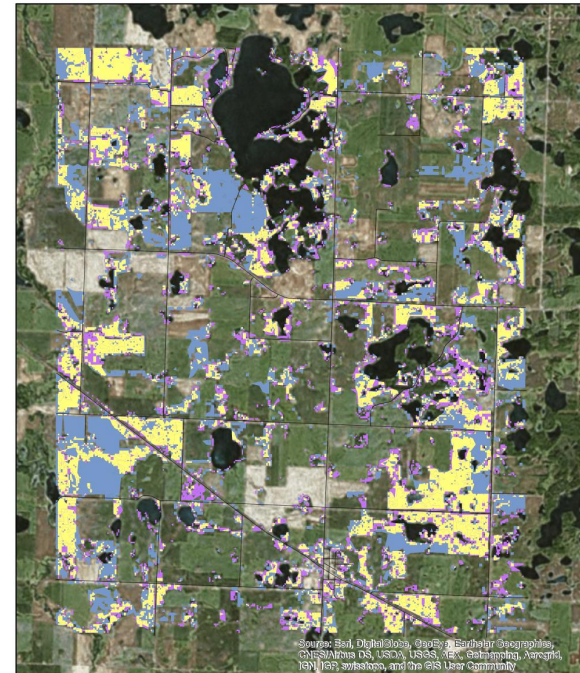 Source: Esri, DigitalGlobe, GeoEye, Earthstar Geographics,
CNES/Airbus DS, USDA, USGS, AEX, Getmapping, Aerogrid,
IGN, IGP, swisstopo, and the GIS User Community